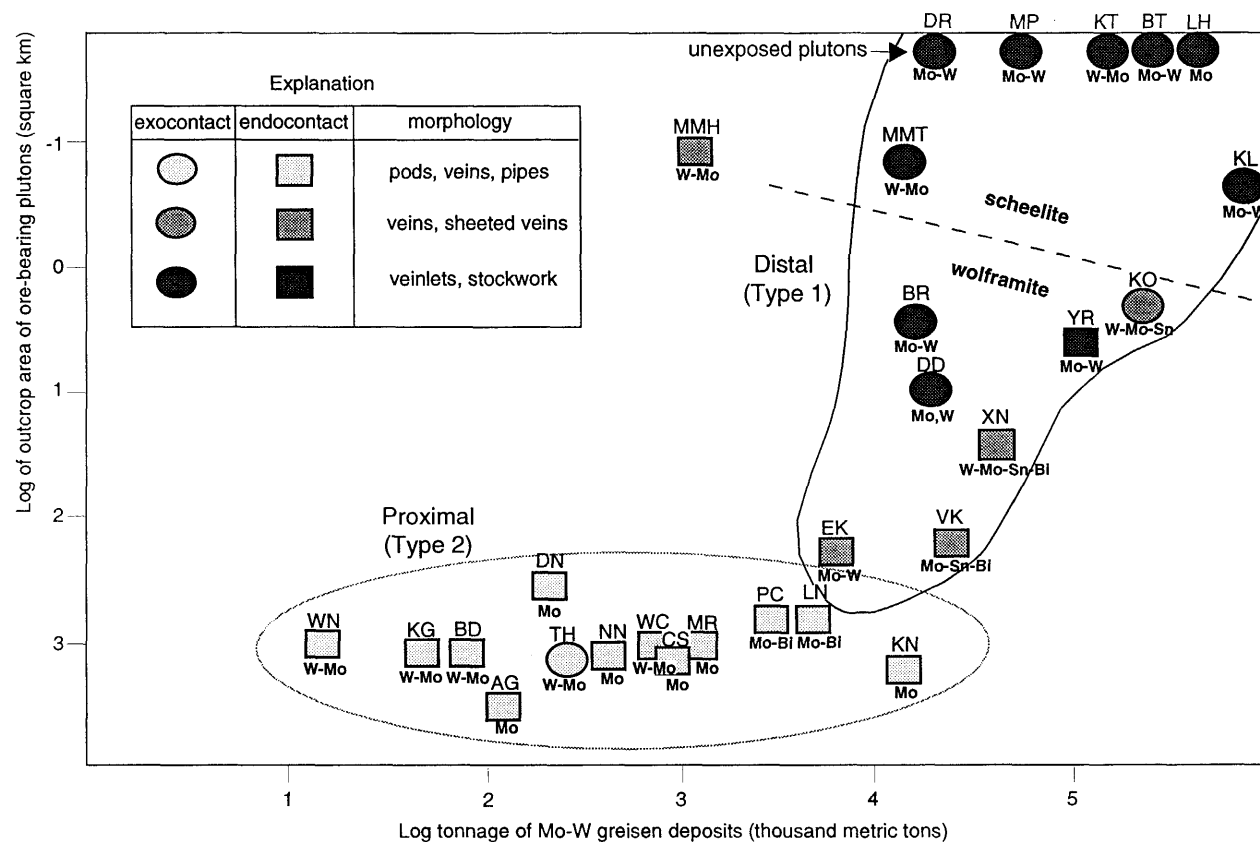 DR MP KT BT LH
unexposed plutons
Mo-W Mo-W W-Mo Mo-W Mo
Explanation
exocontact endocontact morphology
pods, veins, pipes
veins, sheeted veins
veinlets, stockwork
MMH
W-Mo
MMT
W-Mo
KL
Mo-W
scheelite
wolframite
Distal
(Type 1)
KO
W-Mo-Sn
BR
Mo-W
YR
Mo-W
DD
Mo,W
XN
W-Mo-Sn-Bi
EK
Mo-W
VK
Mo-Sn-Bi
Proximal
(Type 2)
DN
Mo
WN
W-Mo
KG
W-Mo
BD
W-Mo
AG
Mo
TH
W-Mo
NN
Mo
WC
W-Mo
CS
Mo
MR
Mo
PC
Mo-Bi
LN
Mo-Bi
KN
Mo
-1
0
1
2
3
Log of outcrop area of ore-bearing plutons (square km)
1 2 3 4 5
Log tonnage of Mo-W greisen deposits (thousand metric tons)